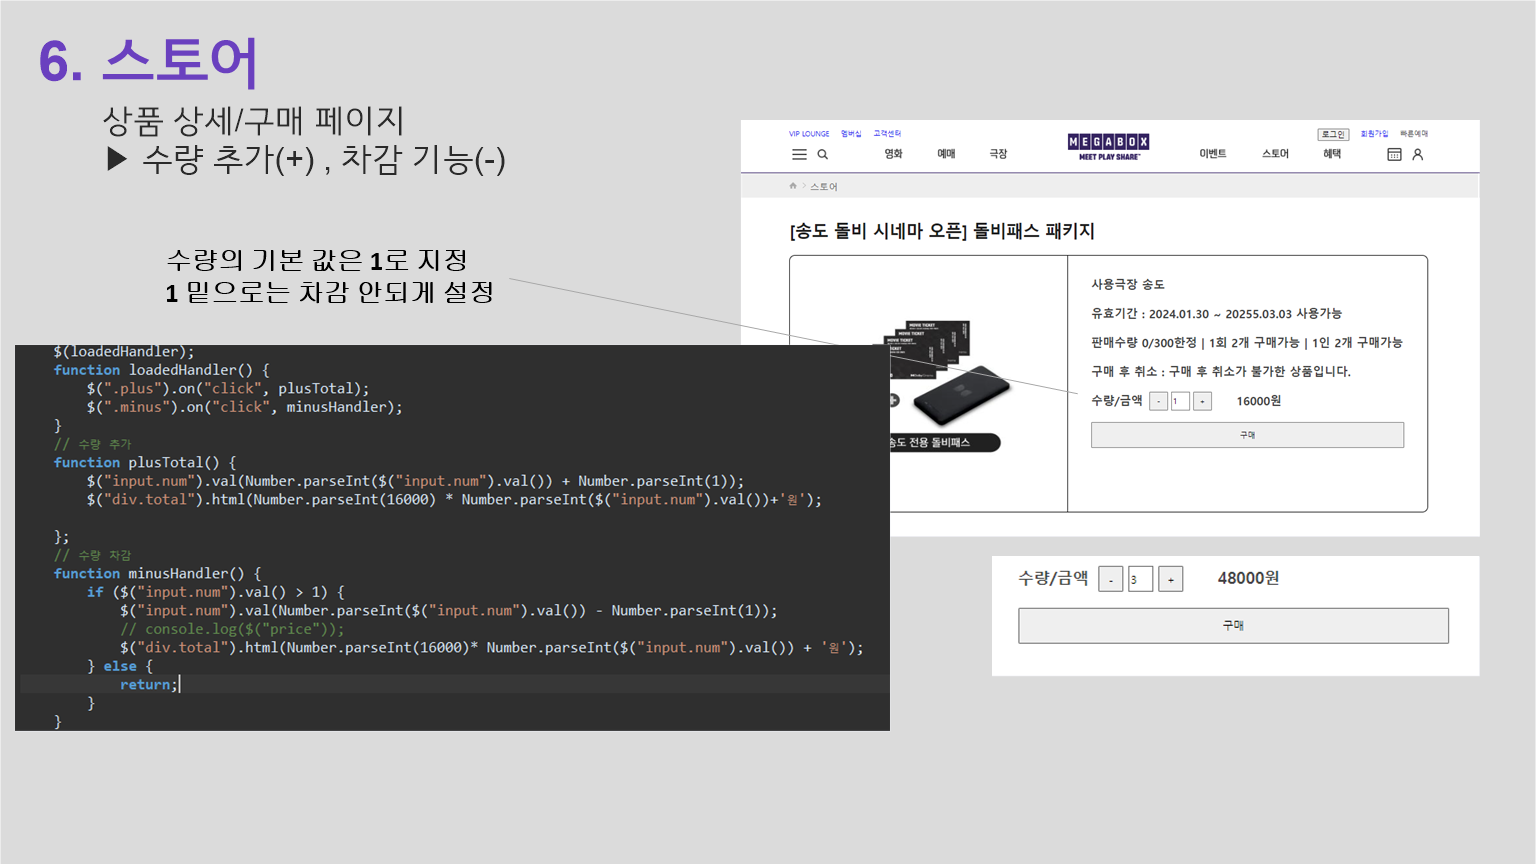 6. 스토어
상품 상세/구매 페이지
▶ 수량 추가(+) , 차감 기능(-)
수량의 기본 값은 1로 지정
1 밑으로는 차감 안되게 설정
$(loadedHandler);
function loadedHandler() {
$(".plus").on("click", plusTotal);
$(".minus").on("click", minusHandler);
}
// 수량 추가
function plusTotal() {
$("input.num").val(Number.parseInt($("input.num").val()) + Number.parseInt(1));
$("div.total").html(Number.parseInt(16000) * Number.parseInt($("input.num").val())+'원');
};
// 수량 차감
function minusHandler() {
if ($("input.num").val() > 1) {
$("input.num").val(Number.parseInt($("input.num").val()) - Number.parseInt(1));
// console.log($("price"));
$("div.total").html(Number.parseInt(16000)* Number.parseInt($("input.num").val()) + '원');
} else {
return;
}
}
VIP LOUNGE 멤버십 고객센터
로그인 회원가입 빠른예매
영화 예매 극장
MEGABOX
MEET PLAY SHARE
이벤트 스토어 혜택
스토어
[송도 돌비 시네마 오픈] 돌비패스 패키지
MOVIE TICKET
MOVIE TICKET
MOVIE TICKET
TICKET
송도 전용 돌비패스
사용극장 송도
유효기간 : 2024.01.30 ~ 20255.03.03 사용가능
판매수량 0/300한정 | 1회 2개 구매가능 | 1인 2개 구매가능
구매 후 취소 : 구매 후 취소가 불가한 상품입니다.
수량/금액 - 1 + 16000원
구매
수량/금액 - 3 + 48000원
구매